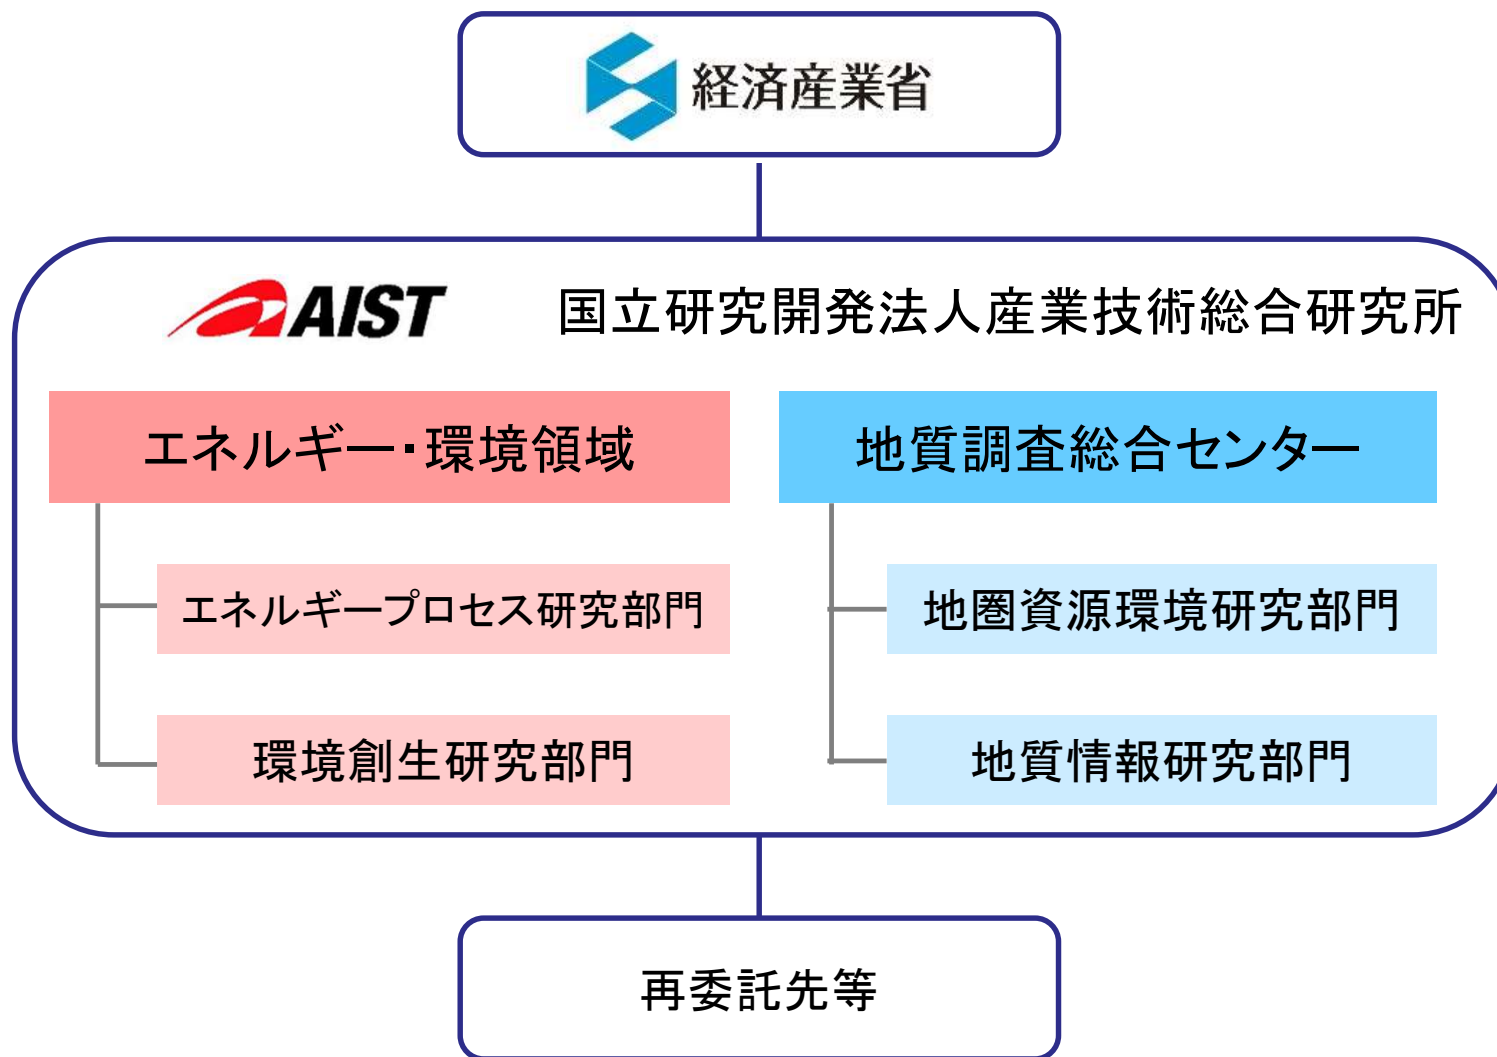 経済産業省
AIST 国立研究開発法人産業技術総合研究所
エネルギー・環境領域
エネルギープロセス研究部門
環境創生研究部門
地質調査総合センター
地圏資源環境研究部門
地質情報研究部門
再委託先等